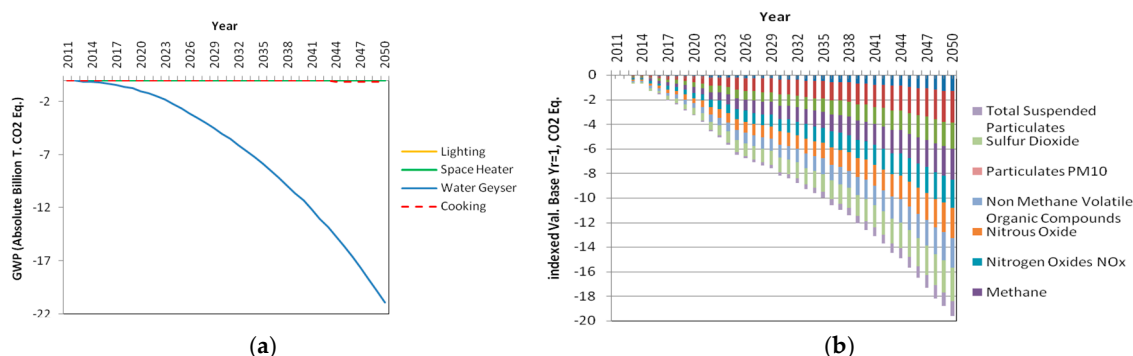 Year
2011
2014
2017
2020
2023
2026
2029
2032
2035
2038
2041
2044
2047
2050
-2
-7
-12
-17
-22
GWP (Absolute Billion T. CO2 Eq.)
Lighting
Space Heater
Water Geyser
Cooking
(a)
Year
2011
2014
2017
2020
2023
2026
2029
2032
2035
2038
2041
2044
2047
2050
0
-2
-4
-6
-8
-10
-12
-14
-16
-18
-20
indexed Val. Base Yr=1, CO2 Eq.
Total Suspended
Particulates
Sulfur Dioxide
Particulates PM10
Non Methane Volatile
Organic Compounds
Nitrous Oxide
Nitrogen Oxides NOx
Methane
(b)